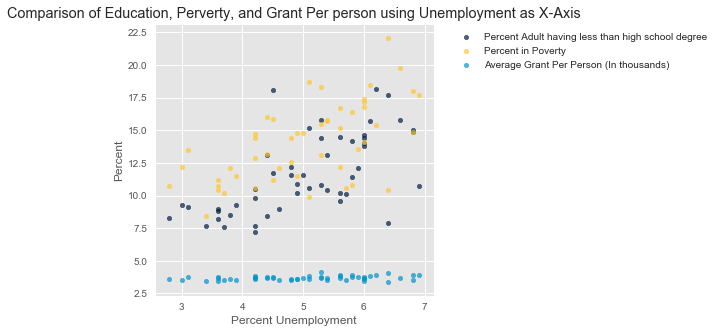 Comparison of Education, Perverty, and Grant Per person using Unemployment as X-Axis
22.5
20.0
17.5
15.0
12.5
10.0
7.5
5.0
2.5
Percent
3
4
5
6
7
Percent Unemployment
Percent Adult having less than high school degree
Percent in Poverty
Average Grant Per Person (In thousands)